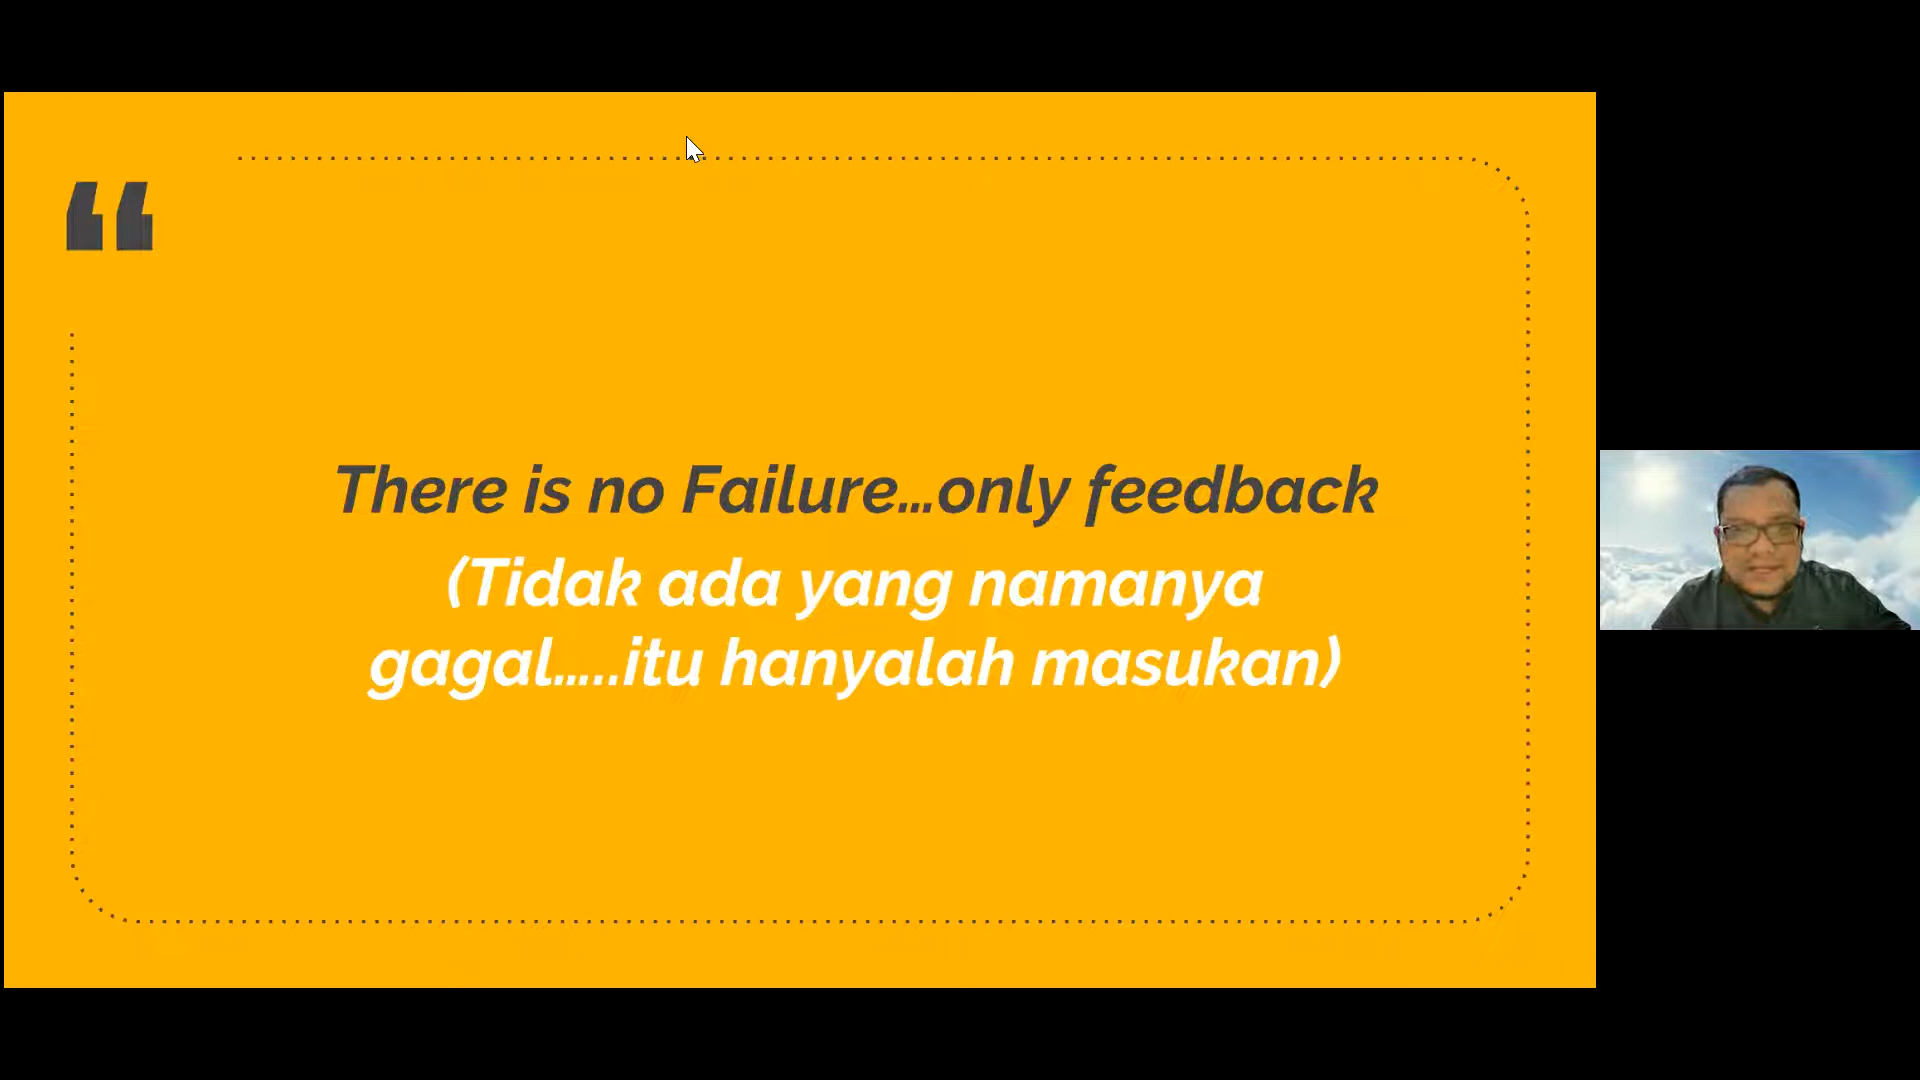 “
There is no Failure...only feedback
(Tidak ada yang namanya
gagal.....itu hanyalah masukan)